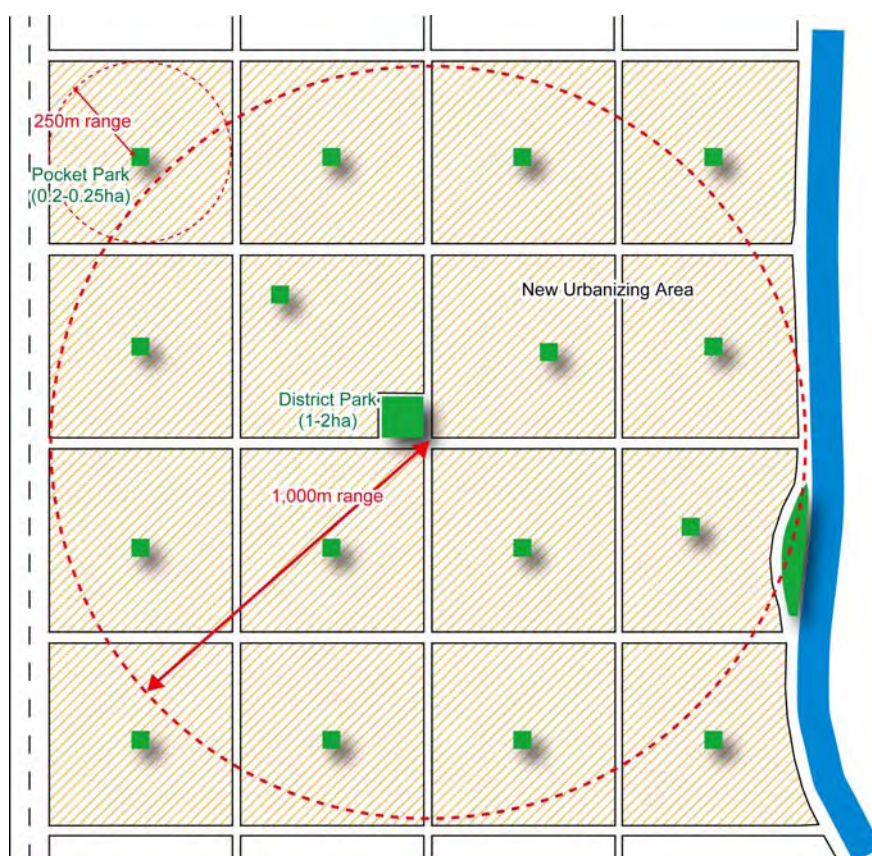 250m range
Pocket Park
(0.2-0.25ha)
New Urbanizing Area
District Park
(1-2ha)
1,000m range